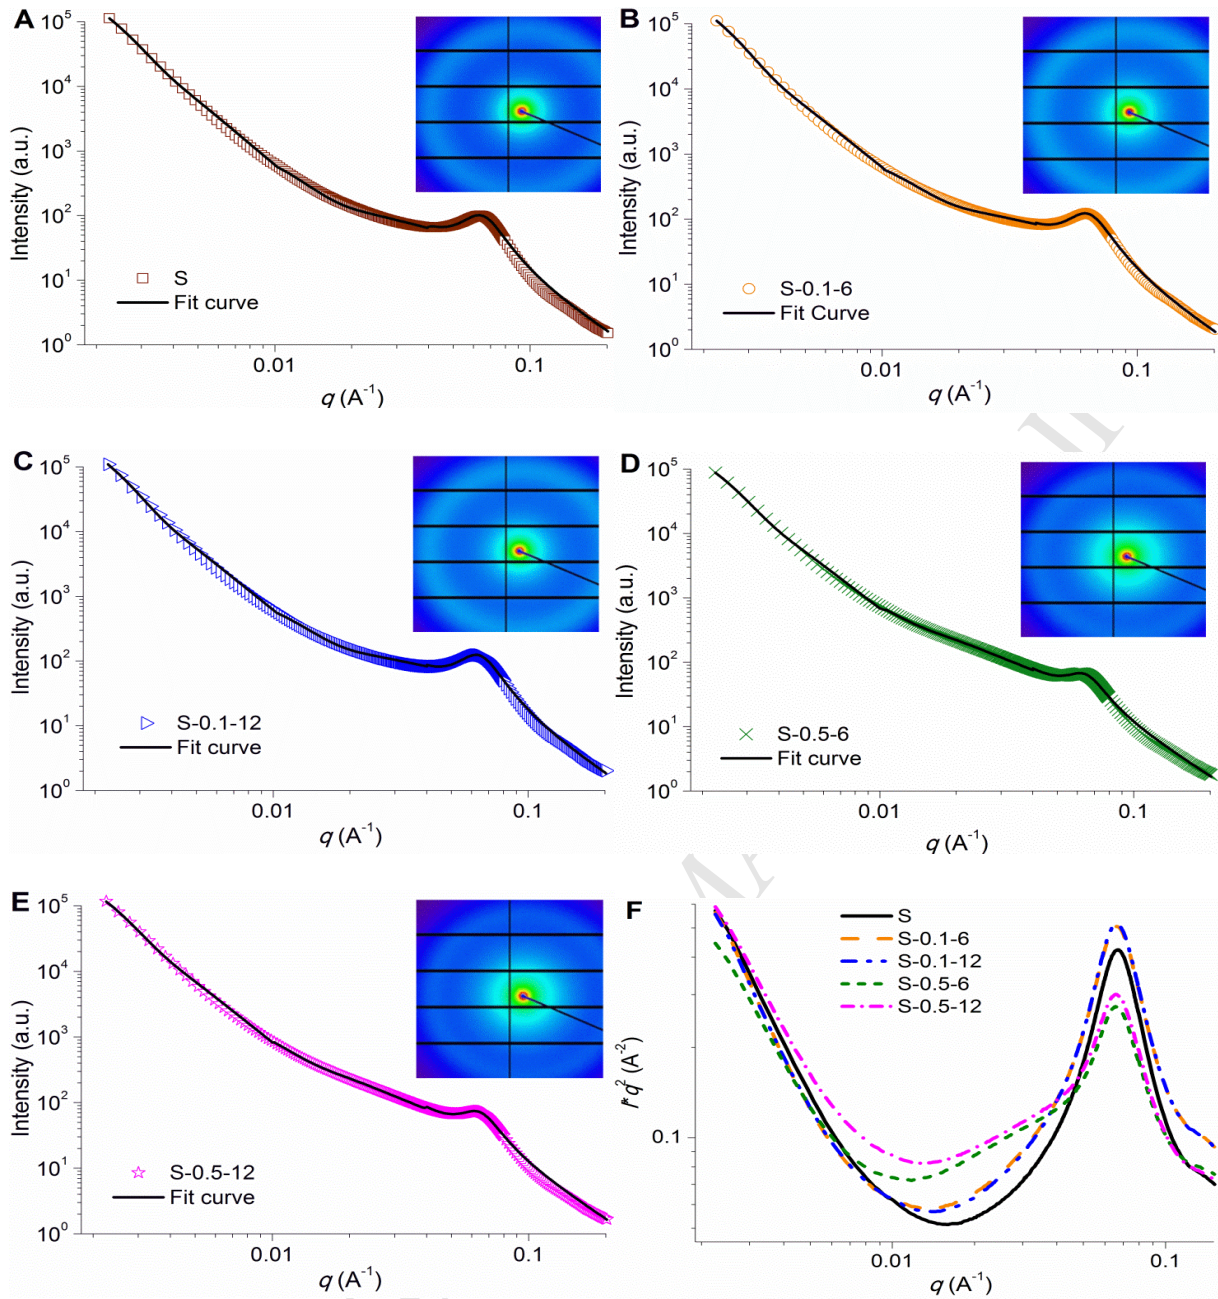 A
10^5
10^4
10^3
10^2
10^1
10^0
Intensity (a.u.)
S
Fit curve
0.01
0.1
q (A^-1)
B
10^5
10^4
10^3
10^2
10^1
10^0
Intensity (a.u.)
S-0.1-6
Fit Curve
0.01
0.1
q (A^-1)
C
10^5
10^4
10^3
10^2
10^1
10^0
Intensity (a.u.)
S-0.1-12
Fit curve
0.01
0.1
q (A^-1)
D
10^5
10^4
10^3
10^2
10^1
10^0
Intensity (a.u.)
S-0.5-6
Fit curve
0.01
0.1
q (A^-1)
E
10^5
10^4
10^3
10^2
10^1
10^0
Intensity (a.u.)
S-0.5-12
Fit curve
0.01
0.1
q (A^-1)
F
S
S-0.1-6
S-0.1-12
S-0.5-6
S-0.5-12
I*q^2 (A^-2)
0.1
0.01
0.1
q (A^-1)